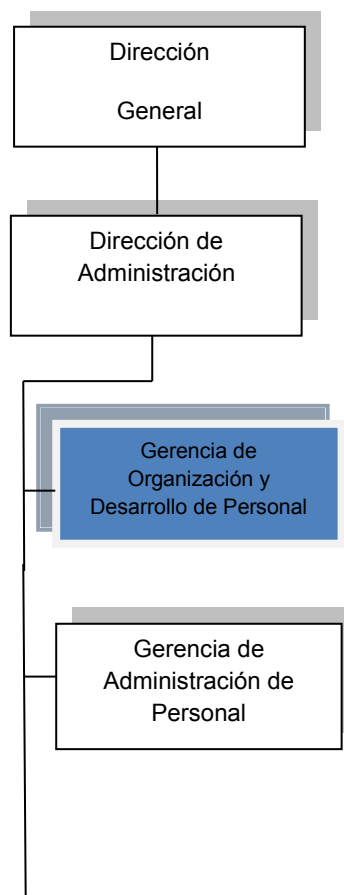 Dirección
General
Dirección de
Administración
Gerencia de
Organización y
Desarrollo de Personal
Gerencia de
Administración de
Personal